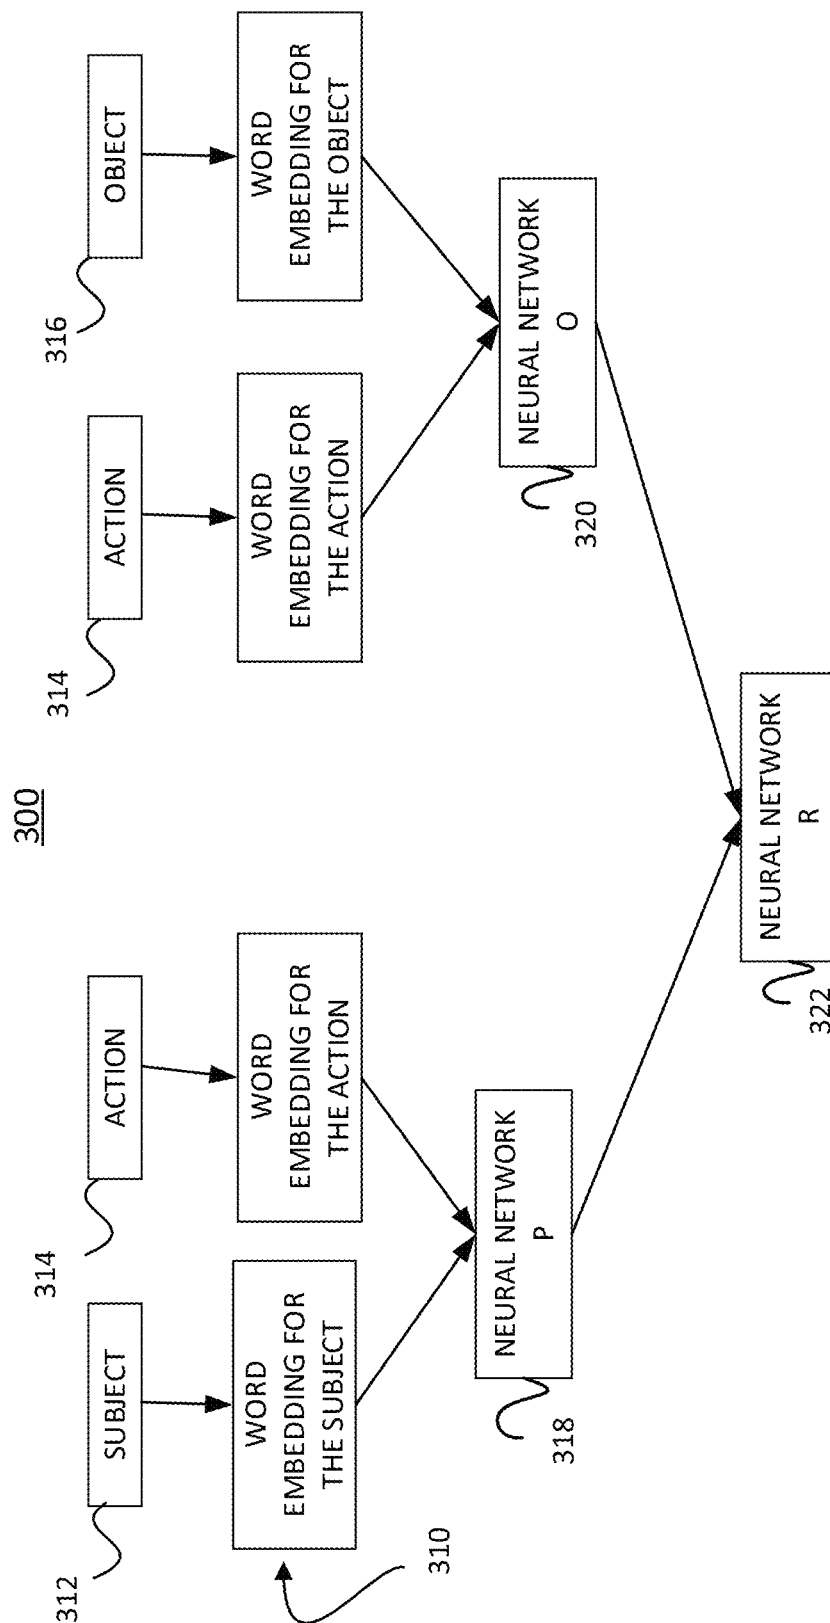 300
312
SUBJECT
314
ACTION
314
ACTION
316
OBJECT
310
WORD
EMBEDDING FOR
THE SUBJECT
WORD
EMBEDDING FOR
THE ACTION
WORD
EMBEDDING FOR
THE ACTION
WORD
EMBEDDING FOR
THE OBJECT
318
NEURAL NETWORK
P
320
NEURAL NETWORK
O
322
NEURAL NETWORK
R